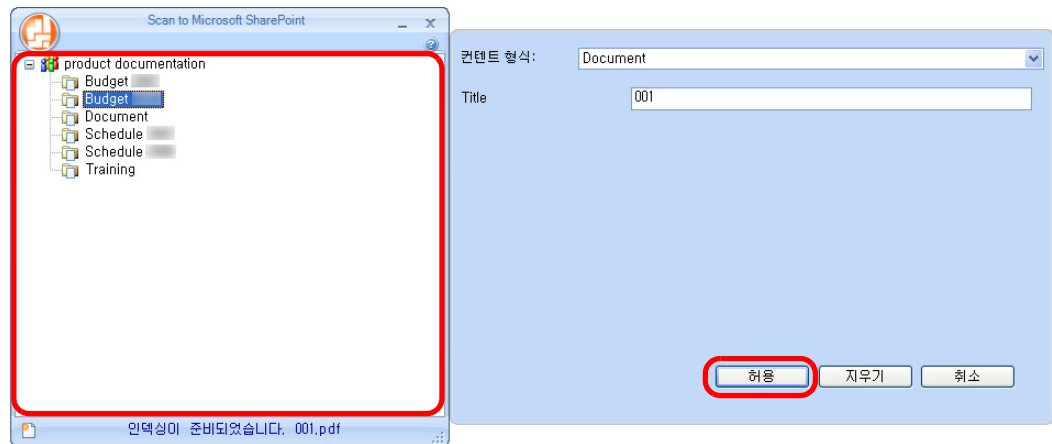 Scan to Microsoft SharePoint
product documentation
Budget
Budget
Document
Schedule
Schedule
Training
인덱싱이 준비되었습니다. 001.pdf
컨텐트 형식: Document
Title 001
허용 지우기 취소